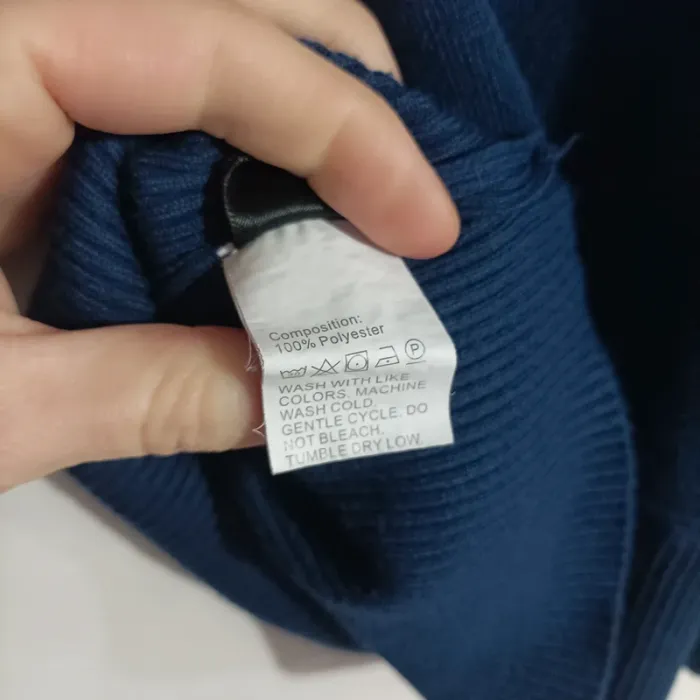 Composition:
100% Polyester
P
WASH WITH LIKE
COLORS. MACHINE
WASH COLD.
GENTLE CYCLE. DO
NOT BLEACH.
TUMBLE DRY LOW.